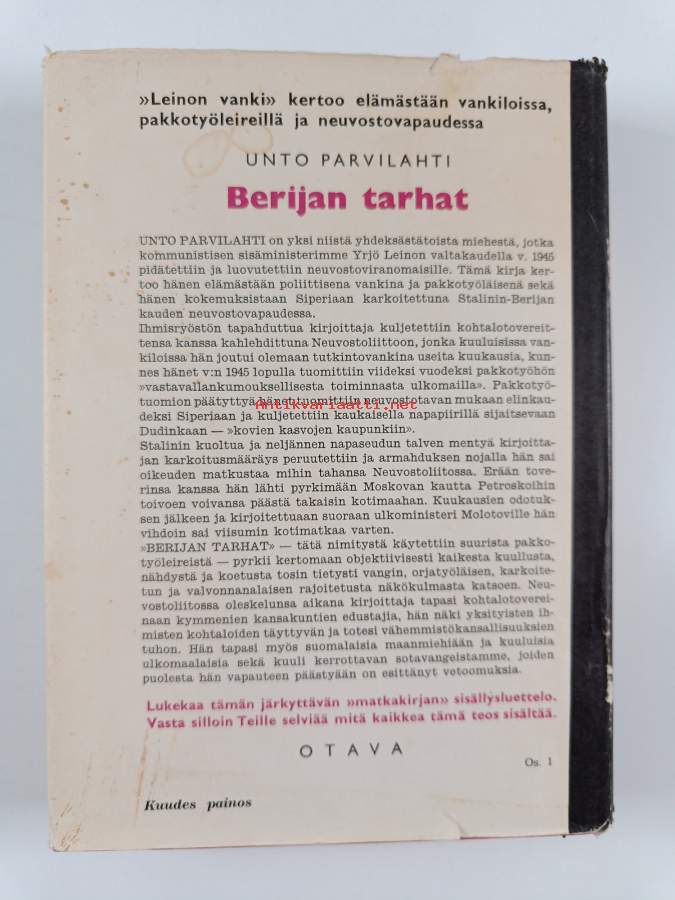 »Leinon vanki» kertoo elämästään vankiloissa,
pakkotyöleireillä ja neuvostovapaudessa
UNTO PARVILAHTI
Berijan tarhat
UNTO PARVILAHTI on yksi niistä yhdeksästätoista miehestä, jotka
kommunistisen sisäministerimme Yrjö Leinon valtakaudella v. 1945
pidätettiin ja luovutettiin neuvostoviranomaisille. Tämä kirja ker-
too hänen elämästään poliittisena vankina ja pakkotyöläisenä sekä
hänen kokemuksistaan Siperiaan karkoitettuna Stalinin-Berijan
kauden neuvostovapaudessa.
Ihmisryöstön tapahduttua kirjoittaja kuljetettiin kohtalotovereit-
tensa kanssa kahlehdittuna Neuvostoliittoon, jonka kuuluisissa van-
kiloissa hän joutui olemaan tutkintovankina useita kuukausia, kun-
nes hänet v:n 1945 lopulla tuomittiin viideksi vuodeksi pakkotyöhön
»vastavallankumouksellisesta toiminnasta ulkomailla». Pakkotyö-
tuomion päätyttyä hänet tuomittiin neuvostotavan mukaan elinkau-
deksi Siperiaan ja kuljetettiin kaukaisella napapiirillä sijaitsevaan
Dudinkaan — »kovien kasvojen kaupunkiin».
Antikvariaatti.net
Stalinin kuoltua ja neljännen napaseudun talven mentyä kirjoitta-
jan karkoitusmääräys peruutettiin ja armahduksen nojalla hän sai
oikeuden matkustaa mihin tahansa Neuvostoliitossa. Erään tove-
rinsa kanssa hän lähti pyrkimään Moskovan kautta Petroskoihin
toivoen voivansa päästä takaisin kotimaahan. Kuukausien odotuk-
sen jälkeen ja kirjoitettuaan suoraan ulkoministeri Molotoville hän
vihdoin sai viisumin kotimatkaa varten.
»BERIJAN TARHAT» — tätä nimitystä käytettiin suurista pakko-
työleireistä — pyrkii kertomaan objektiivisesti kaikesta kuullusta,
nähdystä ja koetusta tosin tietysti vangin, orjatyöläisen, karkoite-
tun ja valvonnanalaisen rajoitetusta näkökulmasta katsoen. Neu-
vostoliitossa oleskelunsa aikana kirjoittaja tapasi kohtalotoverei-
naan kymmenien kansakuntien edustajia, hän näki yksityisten ih-
misten kohtaloiden täyttyvän ja totesi vähemmistökansallisuuksien
tuhon. Hän tapasi myös suomalaisia maanmiehiään ja kuuluisia
ulkomaalaisia sekä kuuli kerrottavan sotavangeistamme, joiden
puolesta hän vapauteen päästyään on esittänyt vetoomuksia.
Lukekaa tämän järkyttävän »matkakirjan» sisällysluettelo.
Vasta silloin Teille selviää mitä kaikkea tämä teos sisältää.
OTAVA
Os. 1
Kuudes painos